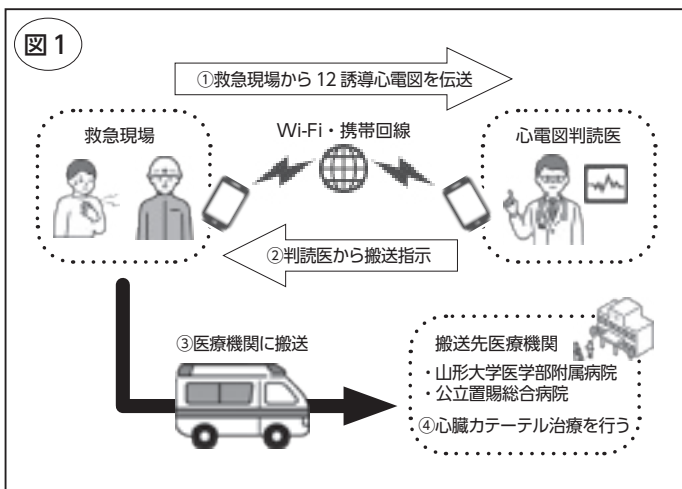 図1
①救急現場から12誘導心電図を伝送
救急現場
Wi-Fi・携帯回線
心電図判読医
②判読医から搬送指示
③医療機関に搬送
搬送先医療機関
・山形大学医学部附属病院
・公立置賜総合病院
④心臓カテーテル治療を行う